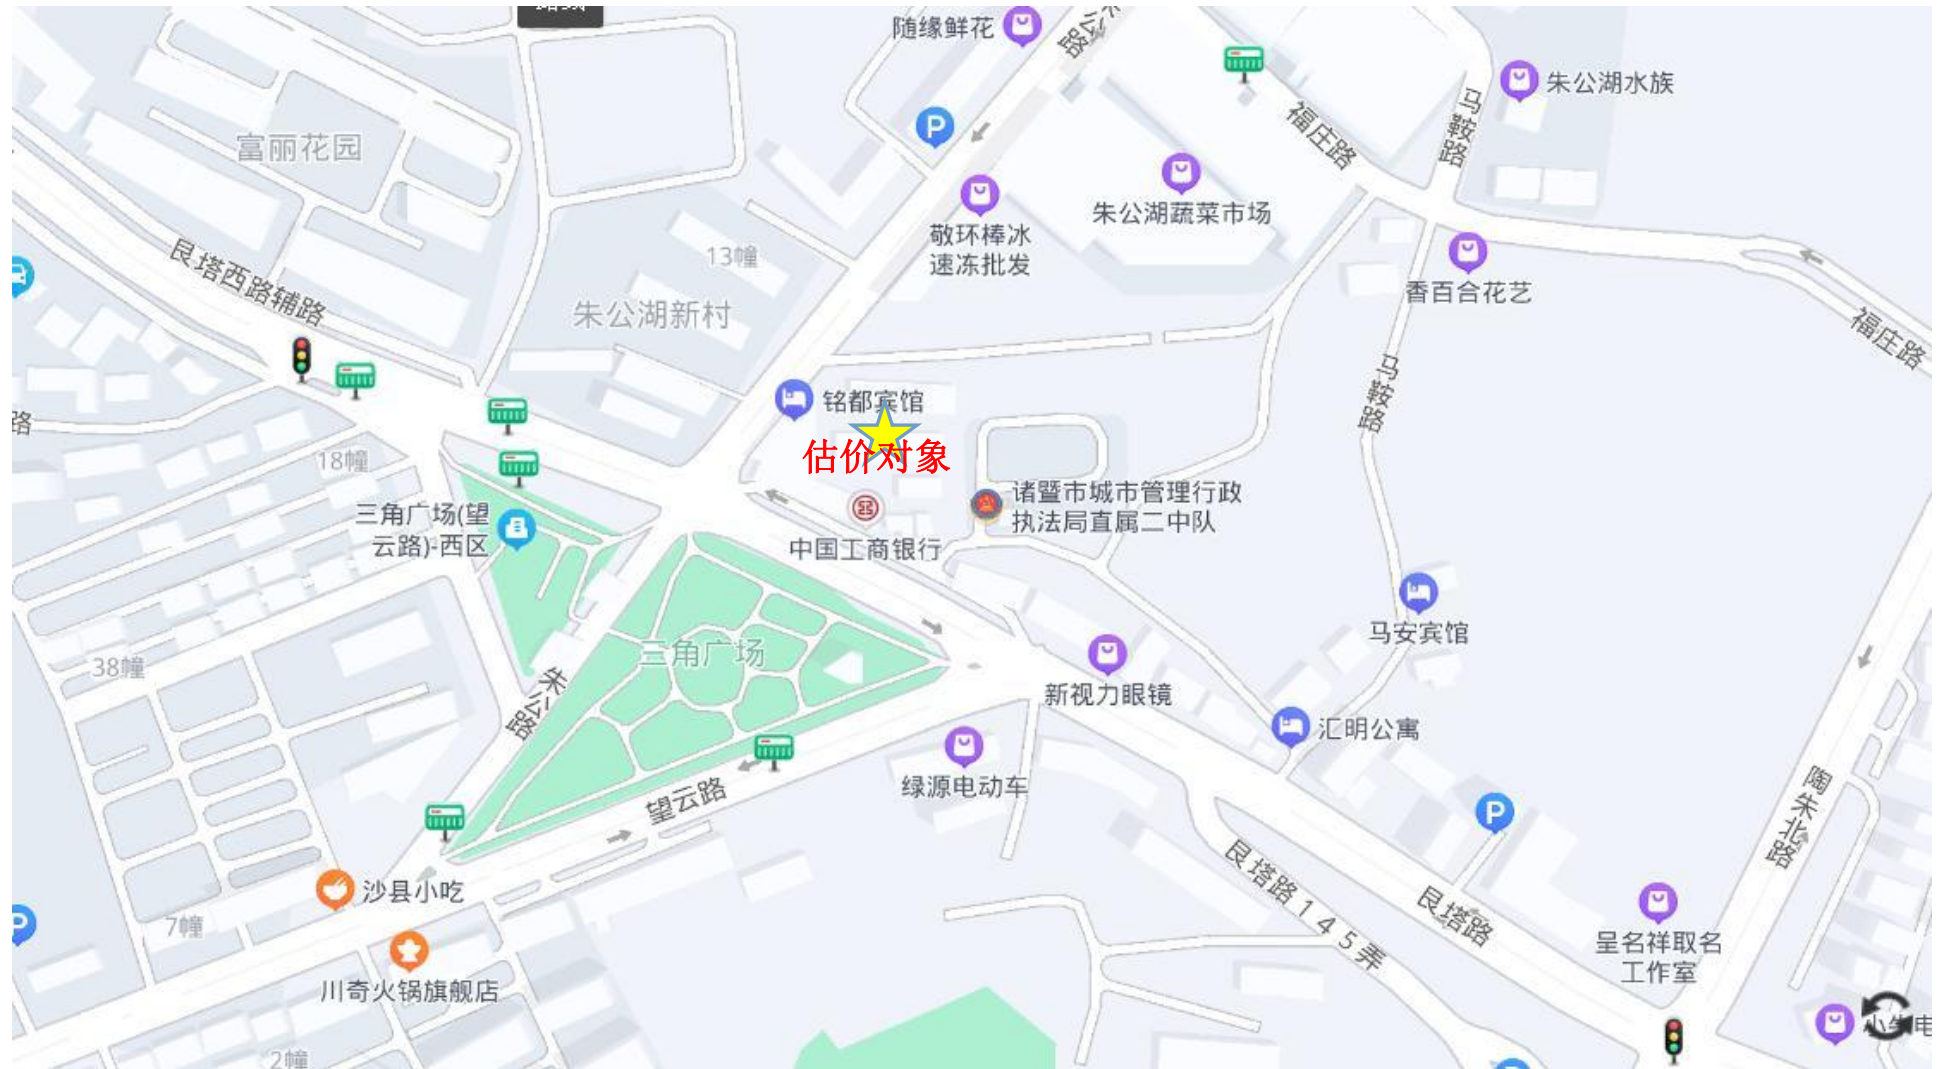 随缘鲜花
公路
朱公湖水族
马鞍路
福庄路
富丽花园
敬环棒冰
速冻批发
朱公湖蔬菜市场
13幢
香百合花艺
艮塔西路辅路
朱公湖新村
福庄路
马鞍路
铭都宾馆
路
估价对象
18幢
三角广场(望
云路)-西区
诸暨市城市管理行政
执法局直属二中队
中国工商银行
马安宾馆
三角广场
38幢
朱公路
新视力眼镜
汇明公寓
绿源电动车
望云路
陶朱北路
艮塔路145弄
沙县小吃
艮塔路
7幢
呈名祥取名
工作室
川奇火锅旗舰店
2幢
P
P
P